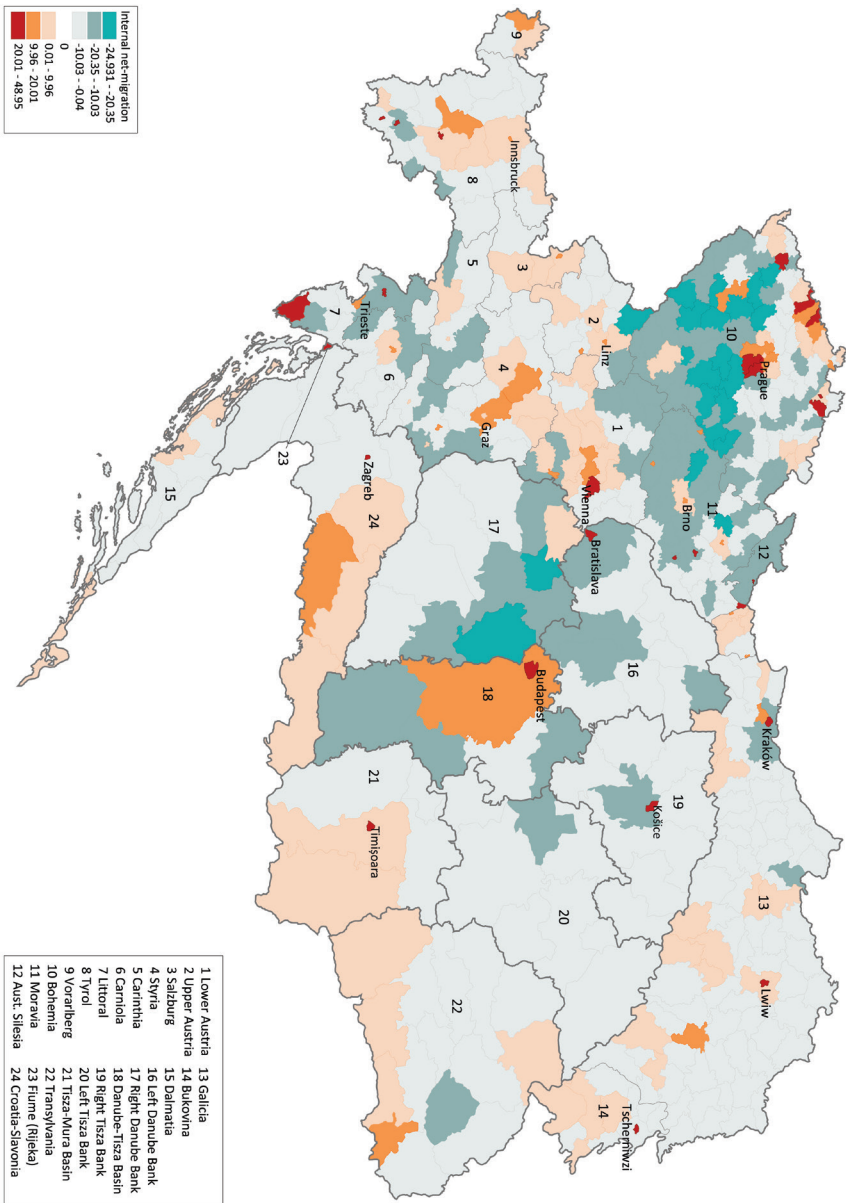 Internal net-migration
-24.931 - -20.35
-20.35 - -10.03
-10.03 - -0.04
0
0.01 - 9.96
9.96 - 20.01
20.01 - 48.95
9
Innsbruck
8
5
3
2
Linz
10
Prague
7
Trieste
6
4
Graz
1
Vienna
Brno
11
12
23
Zagreb
15
24
17
Bratislava
16
Budapest
18
Kraków
21
Timişoara
19
Košice
20
13
Lwiw
22
14
Tscherniwzi
1 Lower Austria
2 Upper Austria
3 Salzburg
4 Styria
5 Carinthia
6 Carniola
7 Littoral
8 Tyrol
9 Vorarlberg
10 Bohemia
11 Moravia
12 Aust. Silesia
13 Galicia
14 Bukovina
15 Dalmatia
16 Left Danube Bank
17 Right Danube Bank
18 Danube-Tisza Basin
19 Right Tisza Bank
20 Left Tisza Bank
21 Tisza-Mura Basin
22 Transylvania
23 Fiume (Rijeka)
24 Croatia-Slavonia